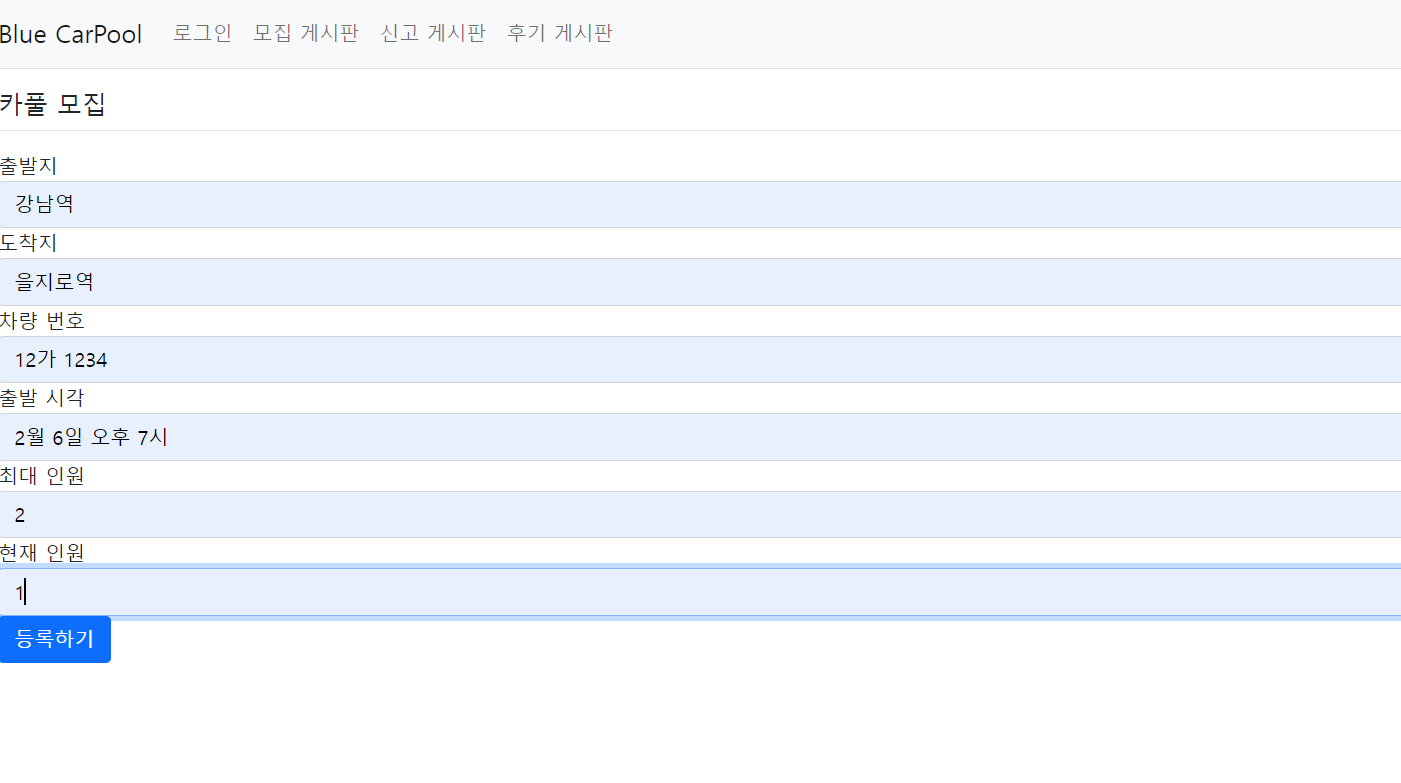 Blue CarPool 로그인 모집 게시판 신고 게시판 후기 게시판
카풀 모집
출발지
강남역
도착지
을지로역
차량 번호
12가 1234
출발 시각
2월 6일 오후 7시
최대 인원
2
현재 인원
1
등록하기